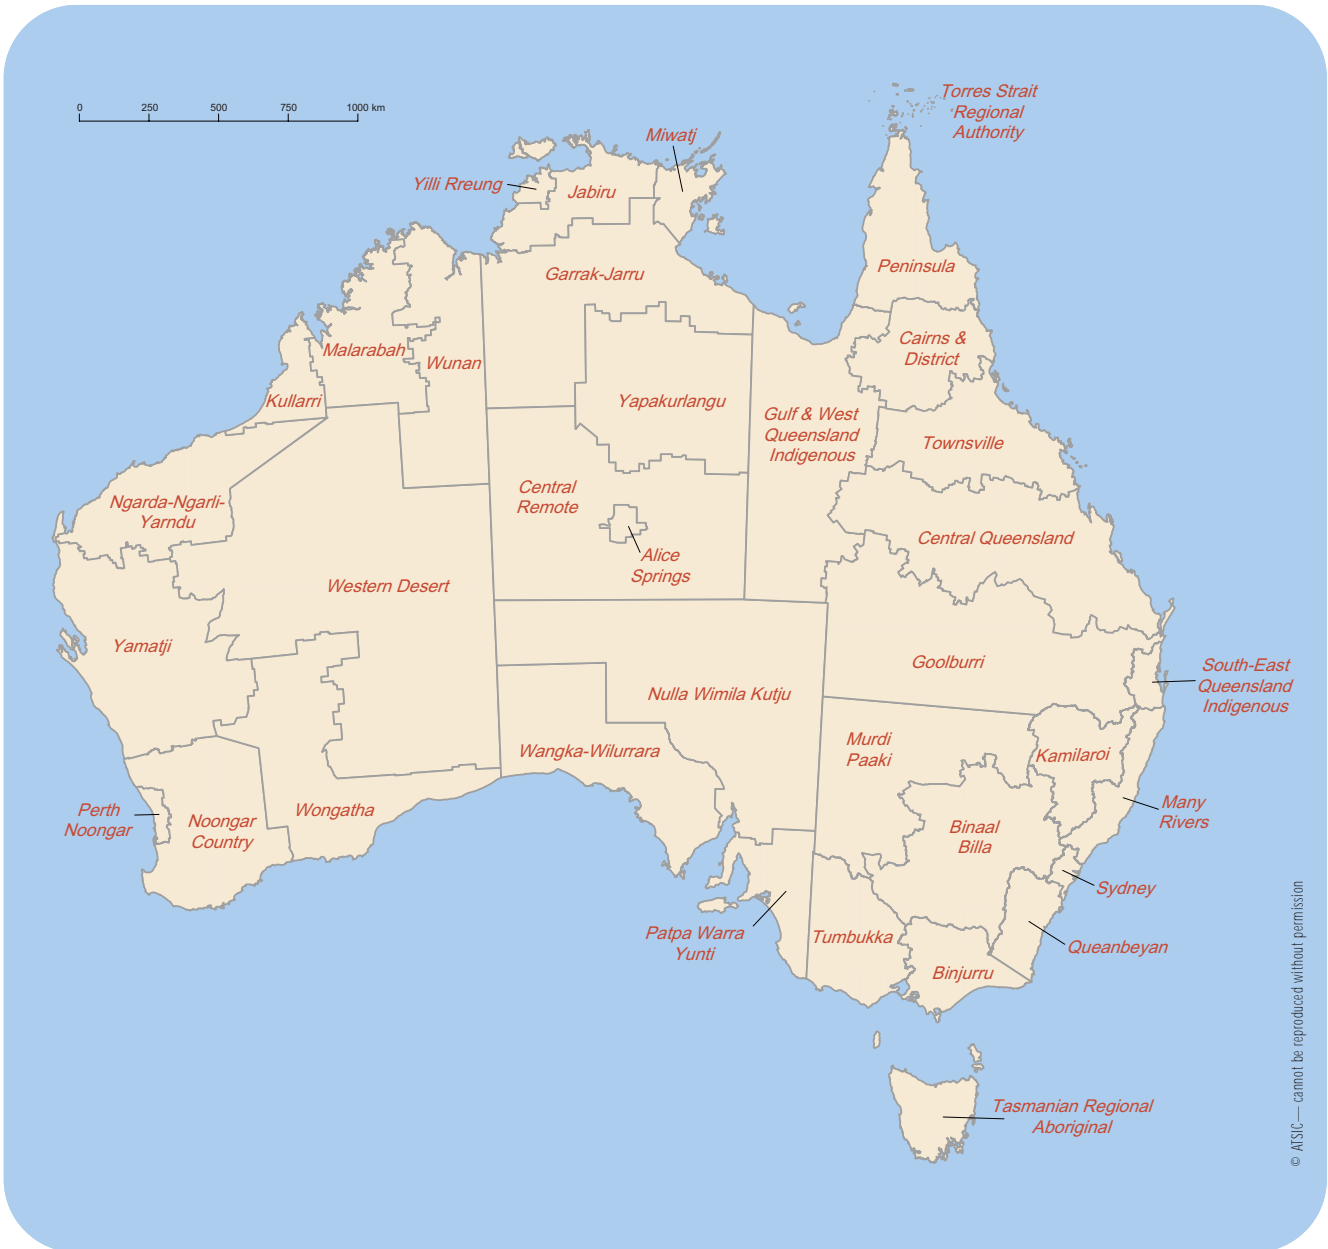 0 250 500 750 1000 km
Torres Strait
Regional
Authority
Miwatj
Yilli Rreung
Jabiru
Peninsula
Garrak-Jarru
Cairns &
District
Malarabah
Wunan
Kullarri
Yapakurlangu
Gulf & West
Queensland
Indigenous
Townsville
Central
Remote
Ngarda-Ngarli-
Yarndu
Central Queensland
Alice
Springs
Western Desert
Yamatji
Goolburri
South-East
Queensland
Indigenous
Nulla Wimila Kutju
Wangka-Wilurrara
Murdi
Paaki
Kamilaroi
Perth
Noongar
Noongar
Country
Wongatha
Many
Rivers
Binaal
Billa
Sydney
Patpa Warra
Yunti
Tumbukka
Queanbeyan
Binjurru
Tasmanian Regional
Aboriginal
© ATSIC — cannot be reproduced without permission